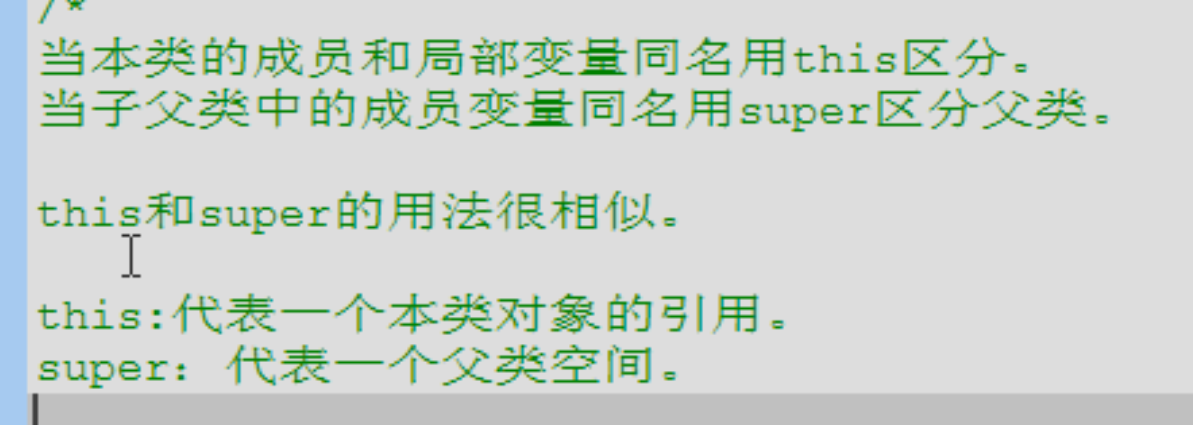 /*
当本类的成员和局部变量同名用this区分。
当子父类中的成员变量同名用super区分父类。
this和super的用法很相似。
this:代表一个本类对象的引用。
super：代表一个父类空间。